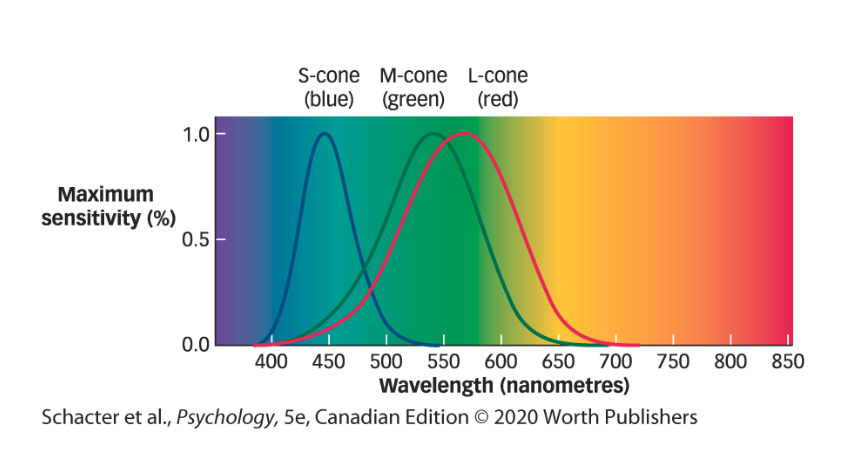 S-cone M-cone L-cone
(blue) (green) (red)
1.0
Maximum
sensitivity (%)
0.5
0.0
400 450 500 550 600 650 700 750 800 850
Wavelength (nanometres)
Schacter et al., Psychology, 5e, Canadian Edition © 2020 Worth Publishers